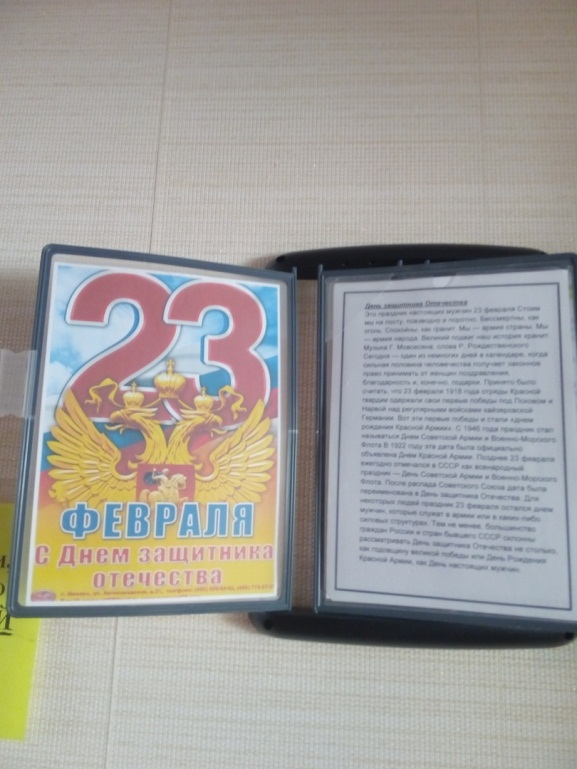 23
ФЕВРАЛЯ
С Днем защитника
отечества
День защитника Отечества
Это праздник настоящих мужчин 23 февраля Стоим
мы на посту, повзводно и поротно. Бессмертны, как
огонь. Спокойны, как гранит. Мы — армия страны. Мы
— армия народа. Великий подвиг наш история хранит.
Музыка Г. Мовсесяна, слова Р. Рождественского
Сегодня — один из немногих дней в календаре, когда
сильная половина человечества получает законное
право принимать от женщин поздравления,
благодарность и, конечно, подарки. Принято было
считать, что 23 февраля 1918 года отряды Красной
гвардии одержали свои первые победы под Псковом и
Нарвой над регулярными войсками кайзеровской
Германии. Вот эти первые победы и стали «днем
рождения Красной Армии». С 1946 года праздник стал
называться Днем Советской Армии и Военно-Морского
Флота В 1922 году эта дата была официально
объявлена Днем Красной Армии. Позднее 23 февраля
ежегодно отмечался в СССР как всенародный
праздник — День Советской Армии и Военно-Морского
Флота. После распада Советского Союза дата была
переименована в День защитника Отечества. Для
некоторых людей праздник 23 февраля остался днем
мужчин, которые служат в армии или в каких-либо
силовых структурах. Тем не менее, большинство
граждан России и стран бывшего СССР склонны
рассматривать День защитника Отечества не столько,
как годовщину великой победы или День Рождения
Красной Армии, как День настоящих мужчин.